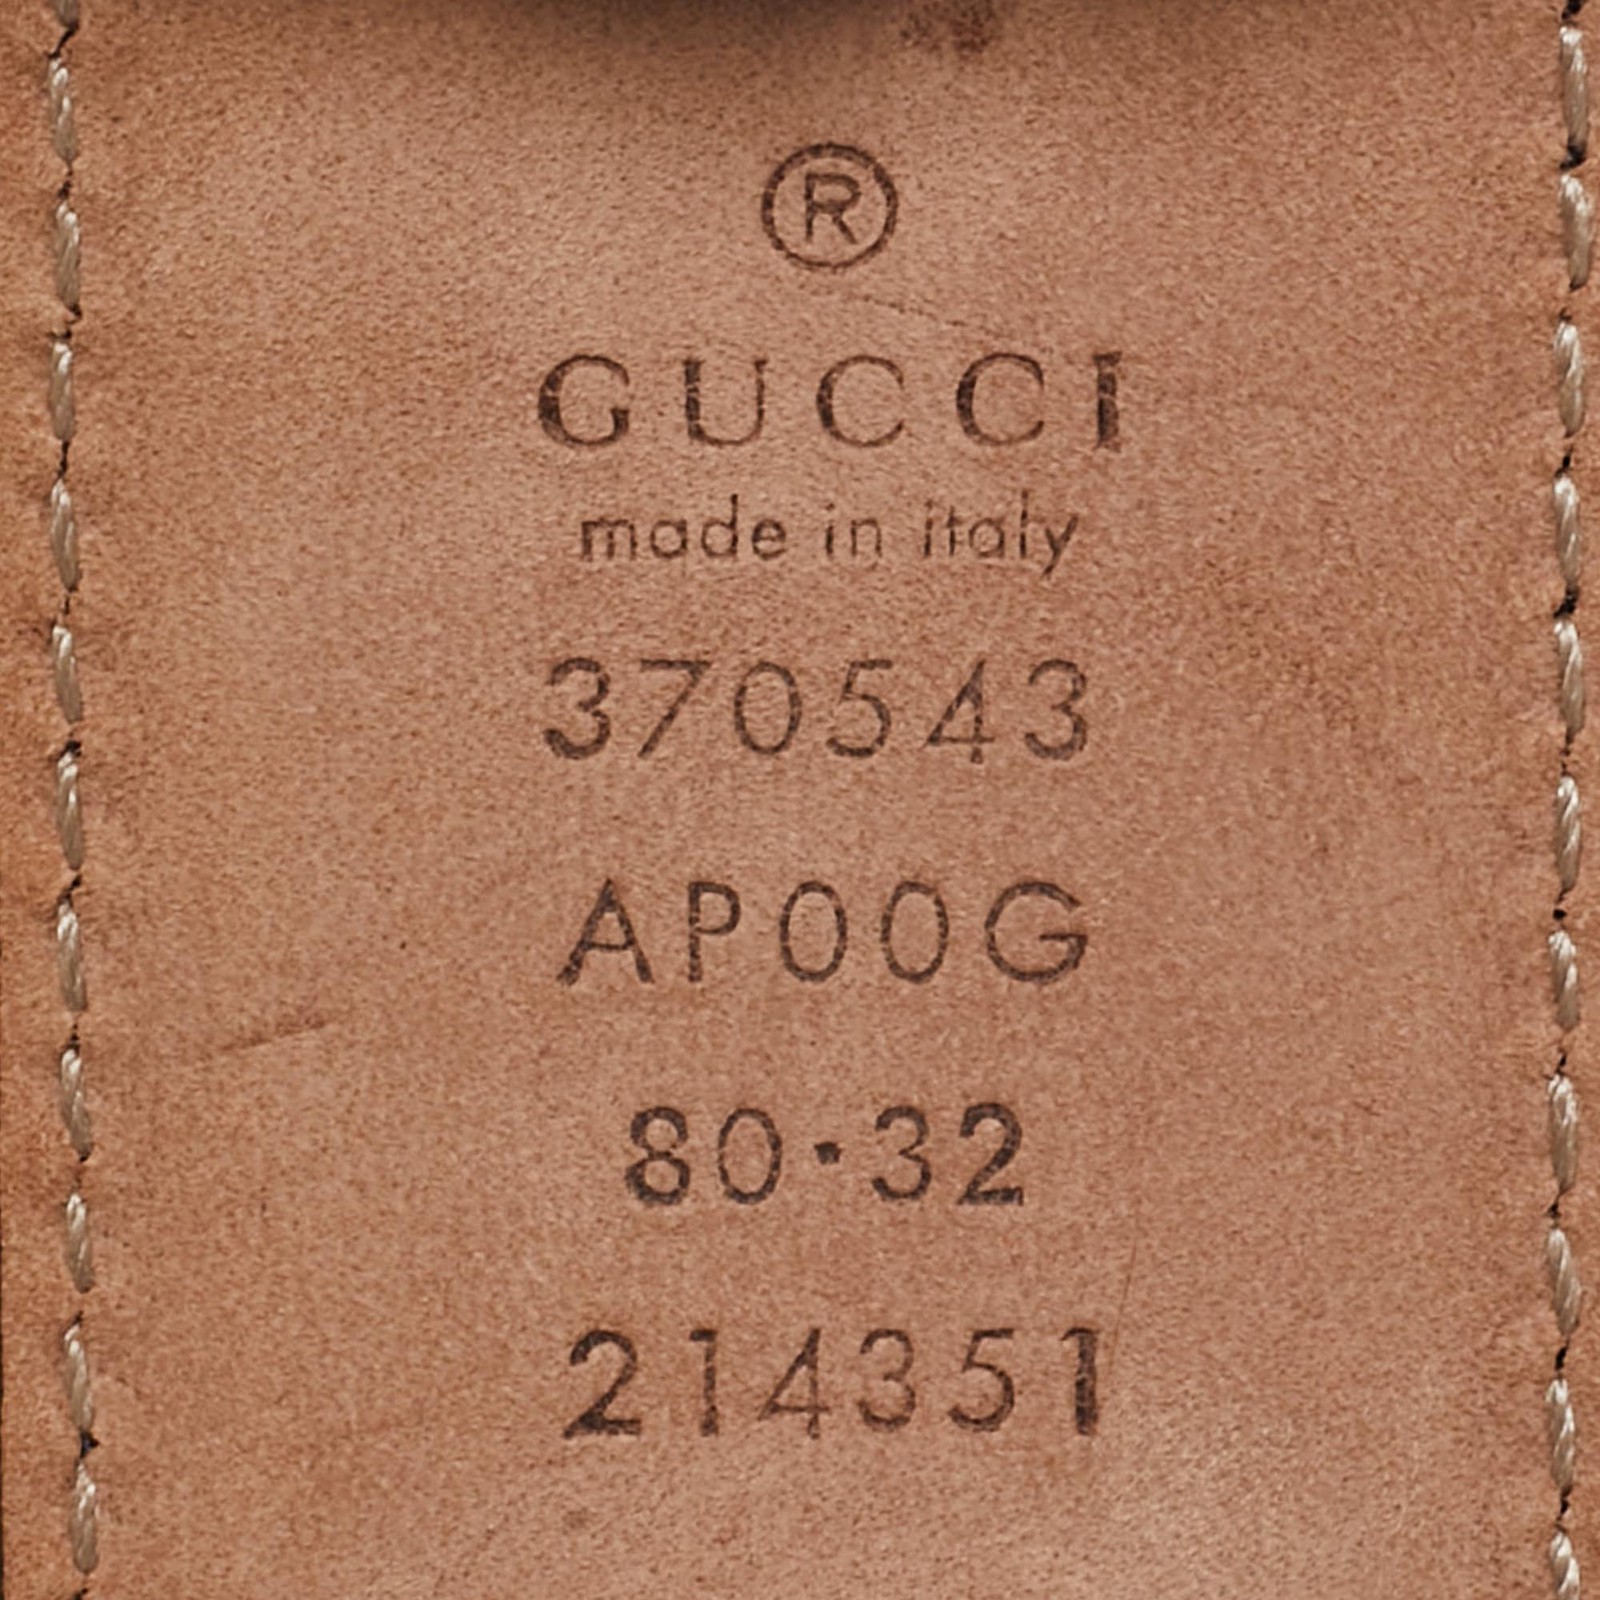 ®
GUCCI
made in italy
370543
AP00G
80·32
214351